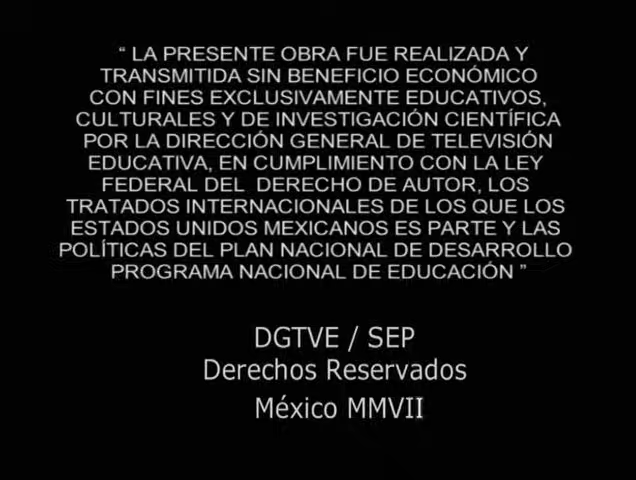 “ LA PRESENTE OBRA FUE REALIZADA Y
TRANSMITIDA SIN BENEFICIO ECONÓMICO
CON FINES EXCLUSIVAMENTE EDUCATIVOS,
CULTURALES Y DE INVESTIGACIÓN CIENTÍFICA
POR LA DIRECCIÓN GENERAL DE TELEVISIÓN
EDUCATIVA, EN CUMPLIMIENTO CON LA LEY
FEDERAL DEL DERECHO DE AUTOR, LOS
TRATADOS INTERNACIONALES DE LOS QUE LOS
ESTADOS UNIDOS MEXICANOS ES PARTE Y LAS
POLÍTICAS DEL PLAN NACIONAL DE DESARROLLO
PROGRAMA NACIONAL DE EDUCACIÓN ”
DGTVE / SEP
Derechos Reservados
México MMVII